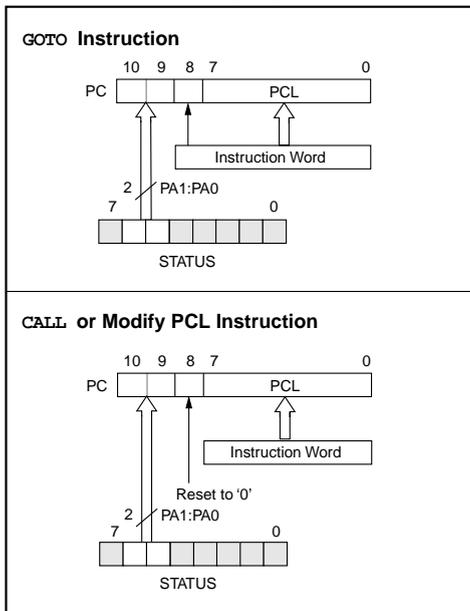 GOTO Instruction
10 9 8 7 0
PC PCL
Instruction Word
2 PA1:PA0
7 0
STATUS
CALL or Modify PCL Instruction
10 9 8 7 0
PC PCL
Instruction Word
Reset to ‘0’
2 PA1:PA0
7 0
STATUS